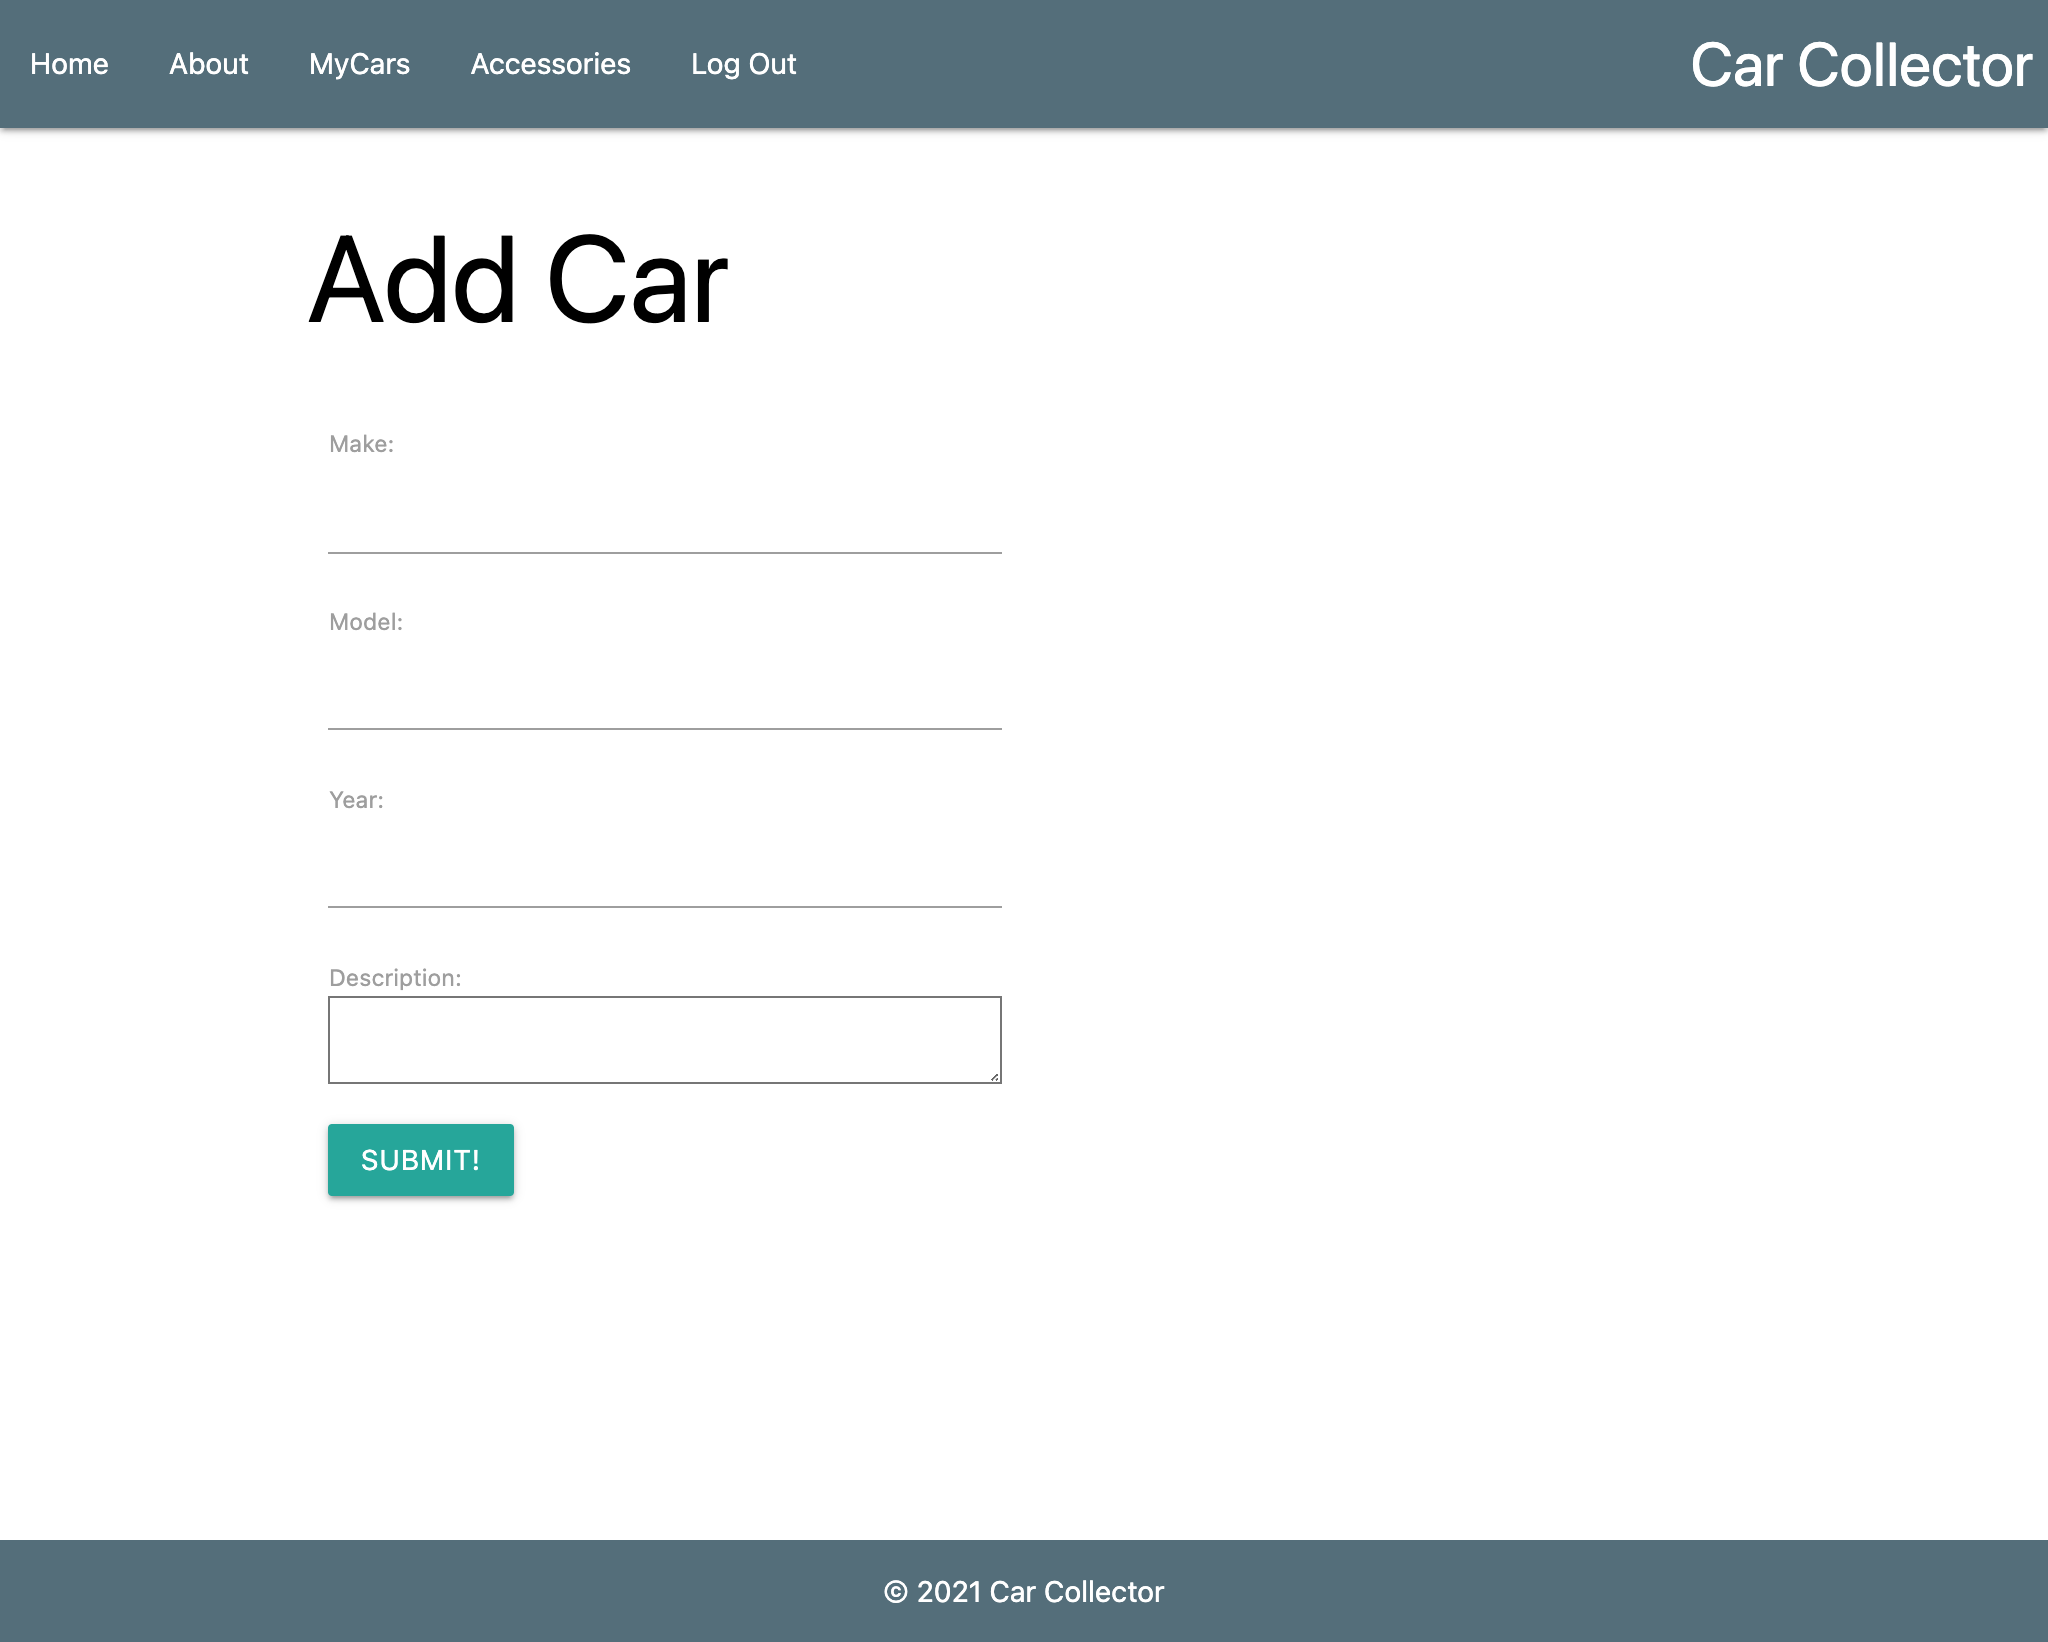 Home About MyCars Accessories Log Out Car Collector
Add Car
Make:
Model:
Year:
Description:
SUBMIT!
© 2021 Car Collector